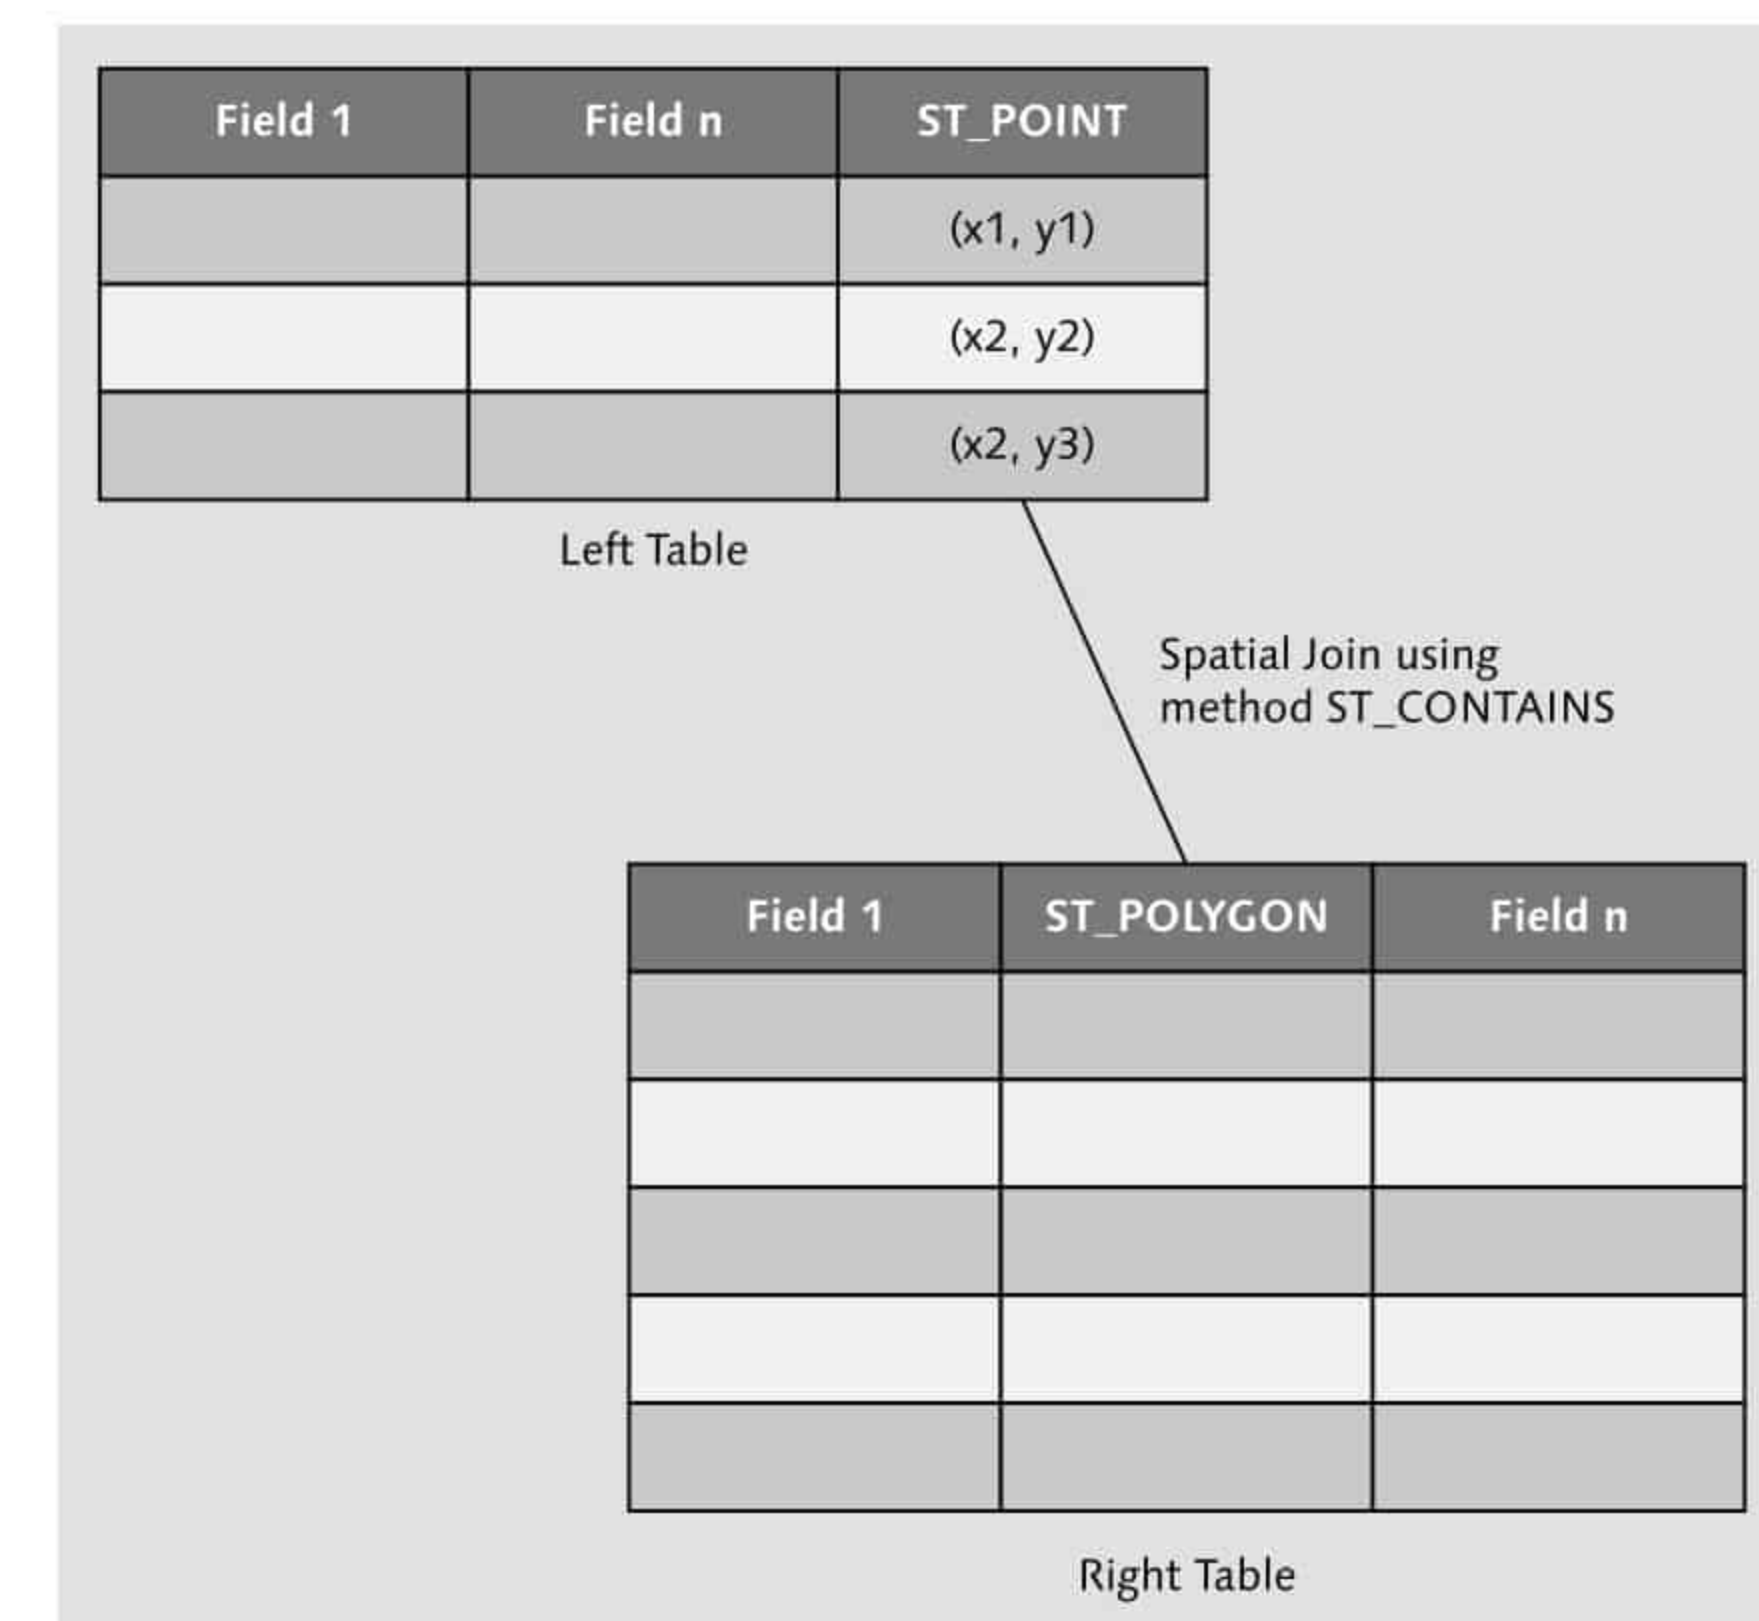 Field 1 Field n ST_POINT
(x1, y1)
(x2, y2)
(x2, y3)
Left Table
Spatial Join using
method ST_CONTAINS
Field 1 ST_POLYGON Field n
Right Table